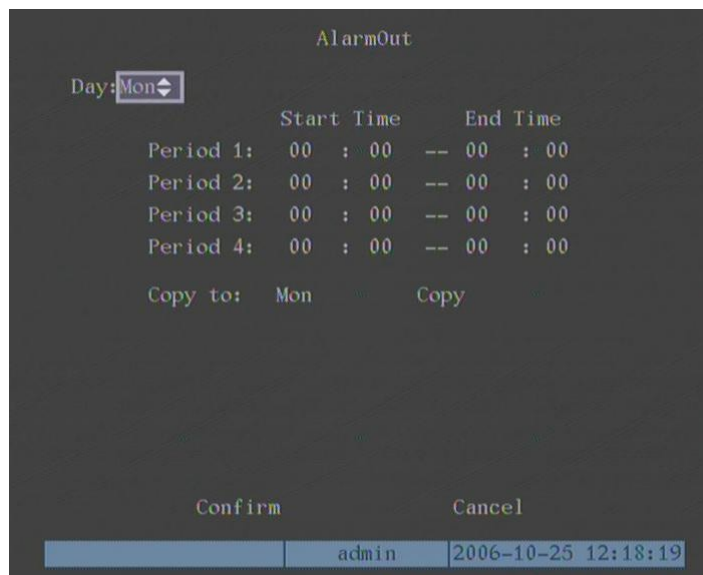 AlarmOut
Day:Mon
Start Time End Time
Period 1: 00 : 00 -- 00 : 00
Period 2: 00 : 00 -- 00 : 00
Period 3: 00 : 00 -- 00 : 00
Period 4: 00 : 00 -- 00 : 00
Copy to: Mon Copy
Confirm Cancel
admin 2006-10-25 12:18:19